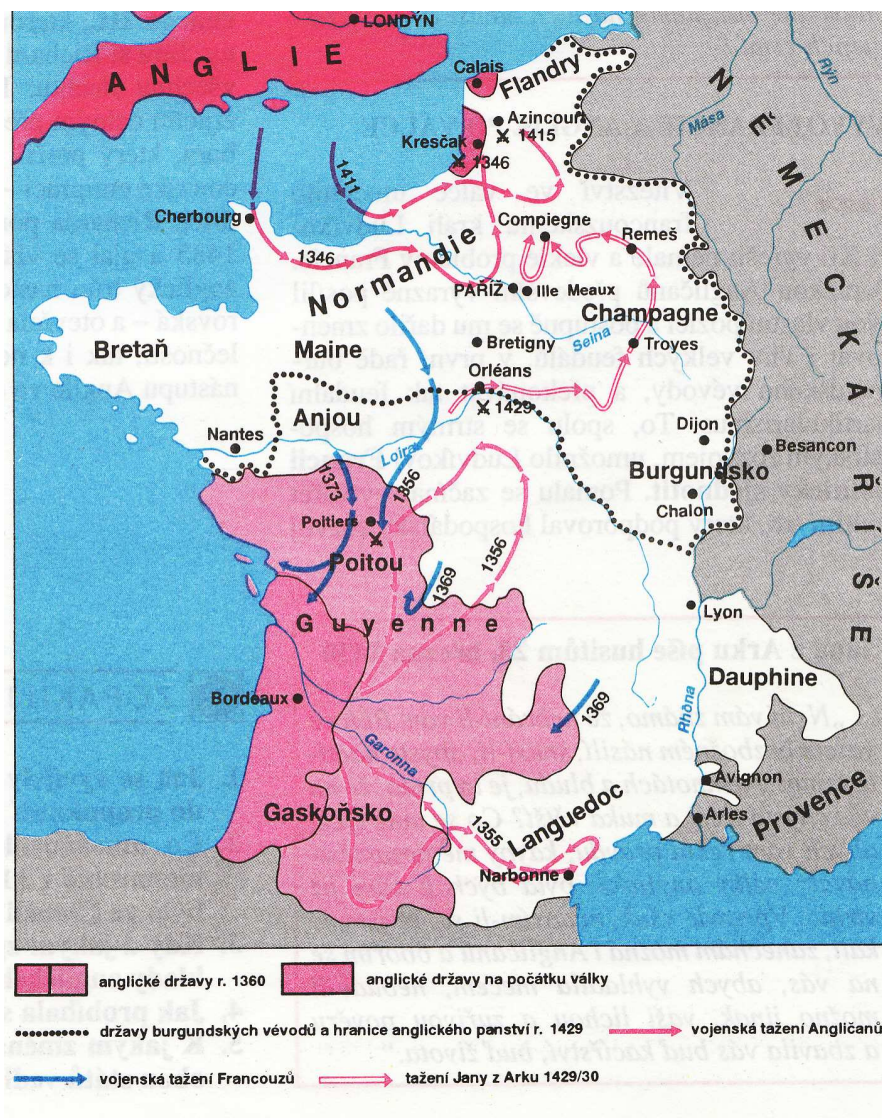 LONDÝN
ANGLIE
Calais
Flandry
NĚMECKÁ ŘÍŠE
Rýn
Mása
Azincourt
1415
Kresčak
1346
1411
Cherbourg
Compiegne
Remeš
1346
Normandie
PAŘÍŽ
Ille Meaux
Champagne
Bretaň
Maine
Bretigny
Seina
Troyes
Orléans
1429
Anjou
Nantes
Loira
Dijon
Besancon
Burgundsko
Chalon
1373
1356
Poitiers
Poitou
1356
1369
Guyenne
Lyon
Dauphine
Bordeaux
1369
Rhôna
Garonna
Avignon
Gaskoňsko
Languedoc
Arles
Provence
1355
Narbonne
anglické državy r. 1360
anglické državy na počátku války
državy burgundských vévodů a hranice anglického panství r. 1429
vojenská tažení Angličanů
vojenská tažení Francouzů
tažení Jany z Arku 1429/30